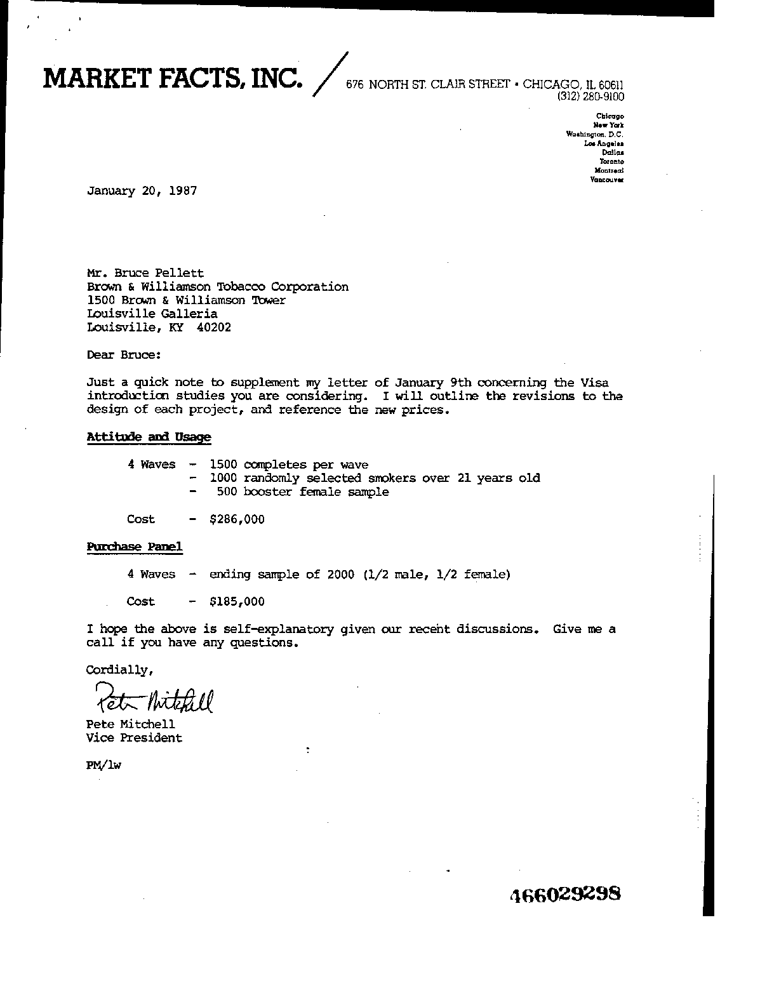 MARKET FACTS, INC. / 676 NORTH ST. CLAIR STREET • CHICAGO, IL 60611
(312) 280-9100
Chicago
New York
Washington, D.C.
Los Angeles
Dallas
Toronto
Montreal
Vancouver
January 20, 1987
Mr. Bruce Pellett
Brown & Williamson Tobacco Corporation
1500 Brown & Williamson Tower
Louisville Galleria
Louisville, KY 40202
Dear Bruce:
Just a quick note to supplement my letter of January 9th concerning the Visa
introduction studies you are considering. I will outline the revisions to the
design of each project, and reference the new prices.
Attitude and Usage
4 Waves - 1500 completes per wave
- 1000 randomly selected smokers over 21 years old
- 500 booster female sample
Cost - $286,000
Purchase Panel
4 Waves - ending sample of 2000 (1/2 male, 1/2 female)
Cost - $185,000
I hope the above is self-explanatory given our recent discussions. Give me a
call if you have any questions.
Cordially,
Pete Mitchell
Pete Mitchell
Vice President
PM/lw
466029298